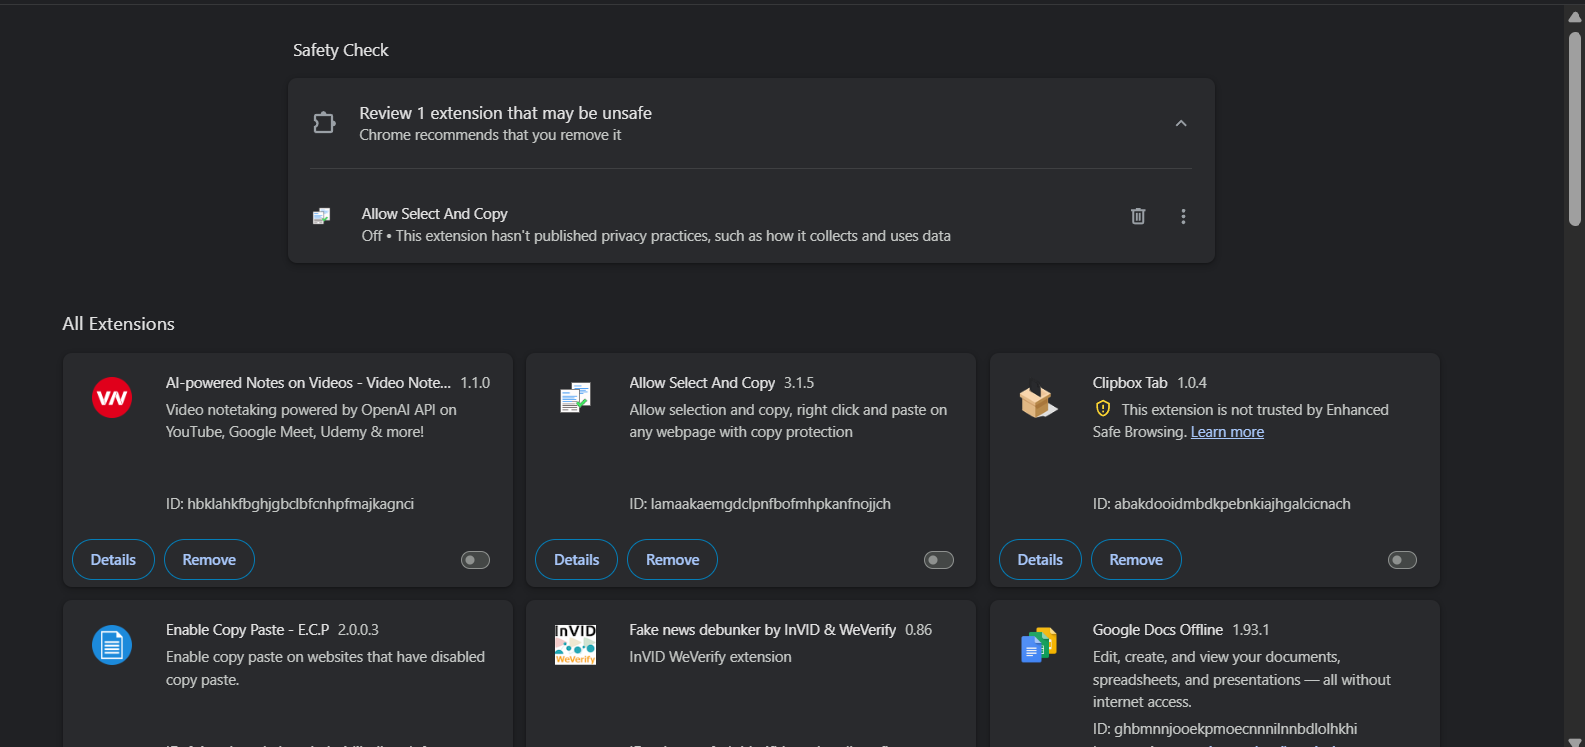 Safety Check
Review 1 extension that may be unsafe
Chrome recommends that you remove it
Allow Select And Copy
Off • This extension hasn't published privacy practices, such as how it collects and uses data
All Extensions
AI-powered Notes on Videos - Video Note... 1.1.0
Video notetaking powered by OpenAI API on
YouTube, Google Meet, Udemy & more!
ID: hbklahkfbghjgbclbfcnhpfmajkagnci
Details
Remove
Allow Select And Copy 3.1.5
Allow selection and copy, right click and paste on
any webpage with copy protection
ID: lamaakaemgdclpnfbofmhpkanfnojjch
Details
Remove
Clipbox Tab 1.0.4
This extension is not trusted by Enhanced
Safe Browsing. Learn more
ID: abakdooidmbdkpebnkiajhgalcicnach
Details
Remove
Enable Copy Paste - E.C.P 2.0.0.3
Enable copy paste on websites that have disabled
copy paste.
InVID
WeVerify
Fake news debunker by InVID & WeVerify 0.86
InVID WeVerify extension
Google Docs Offline 1.93.1
Edit, create, and view your documents,
spreadsheets, and presentations — all without
internet access.
ID: ghbmnnjooekpmoecnnnilnnbdlolhkhi